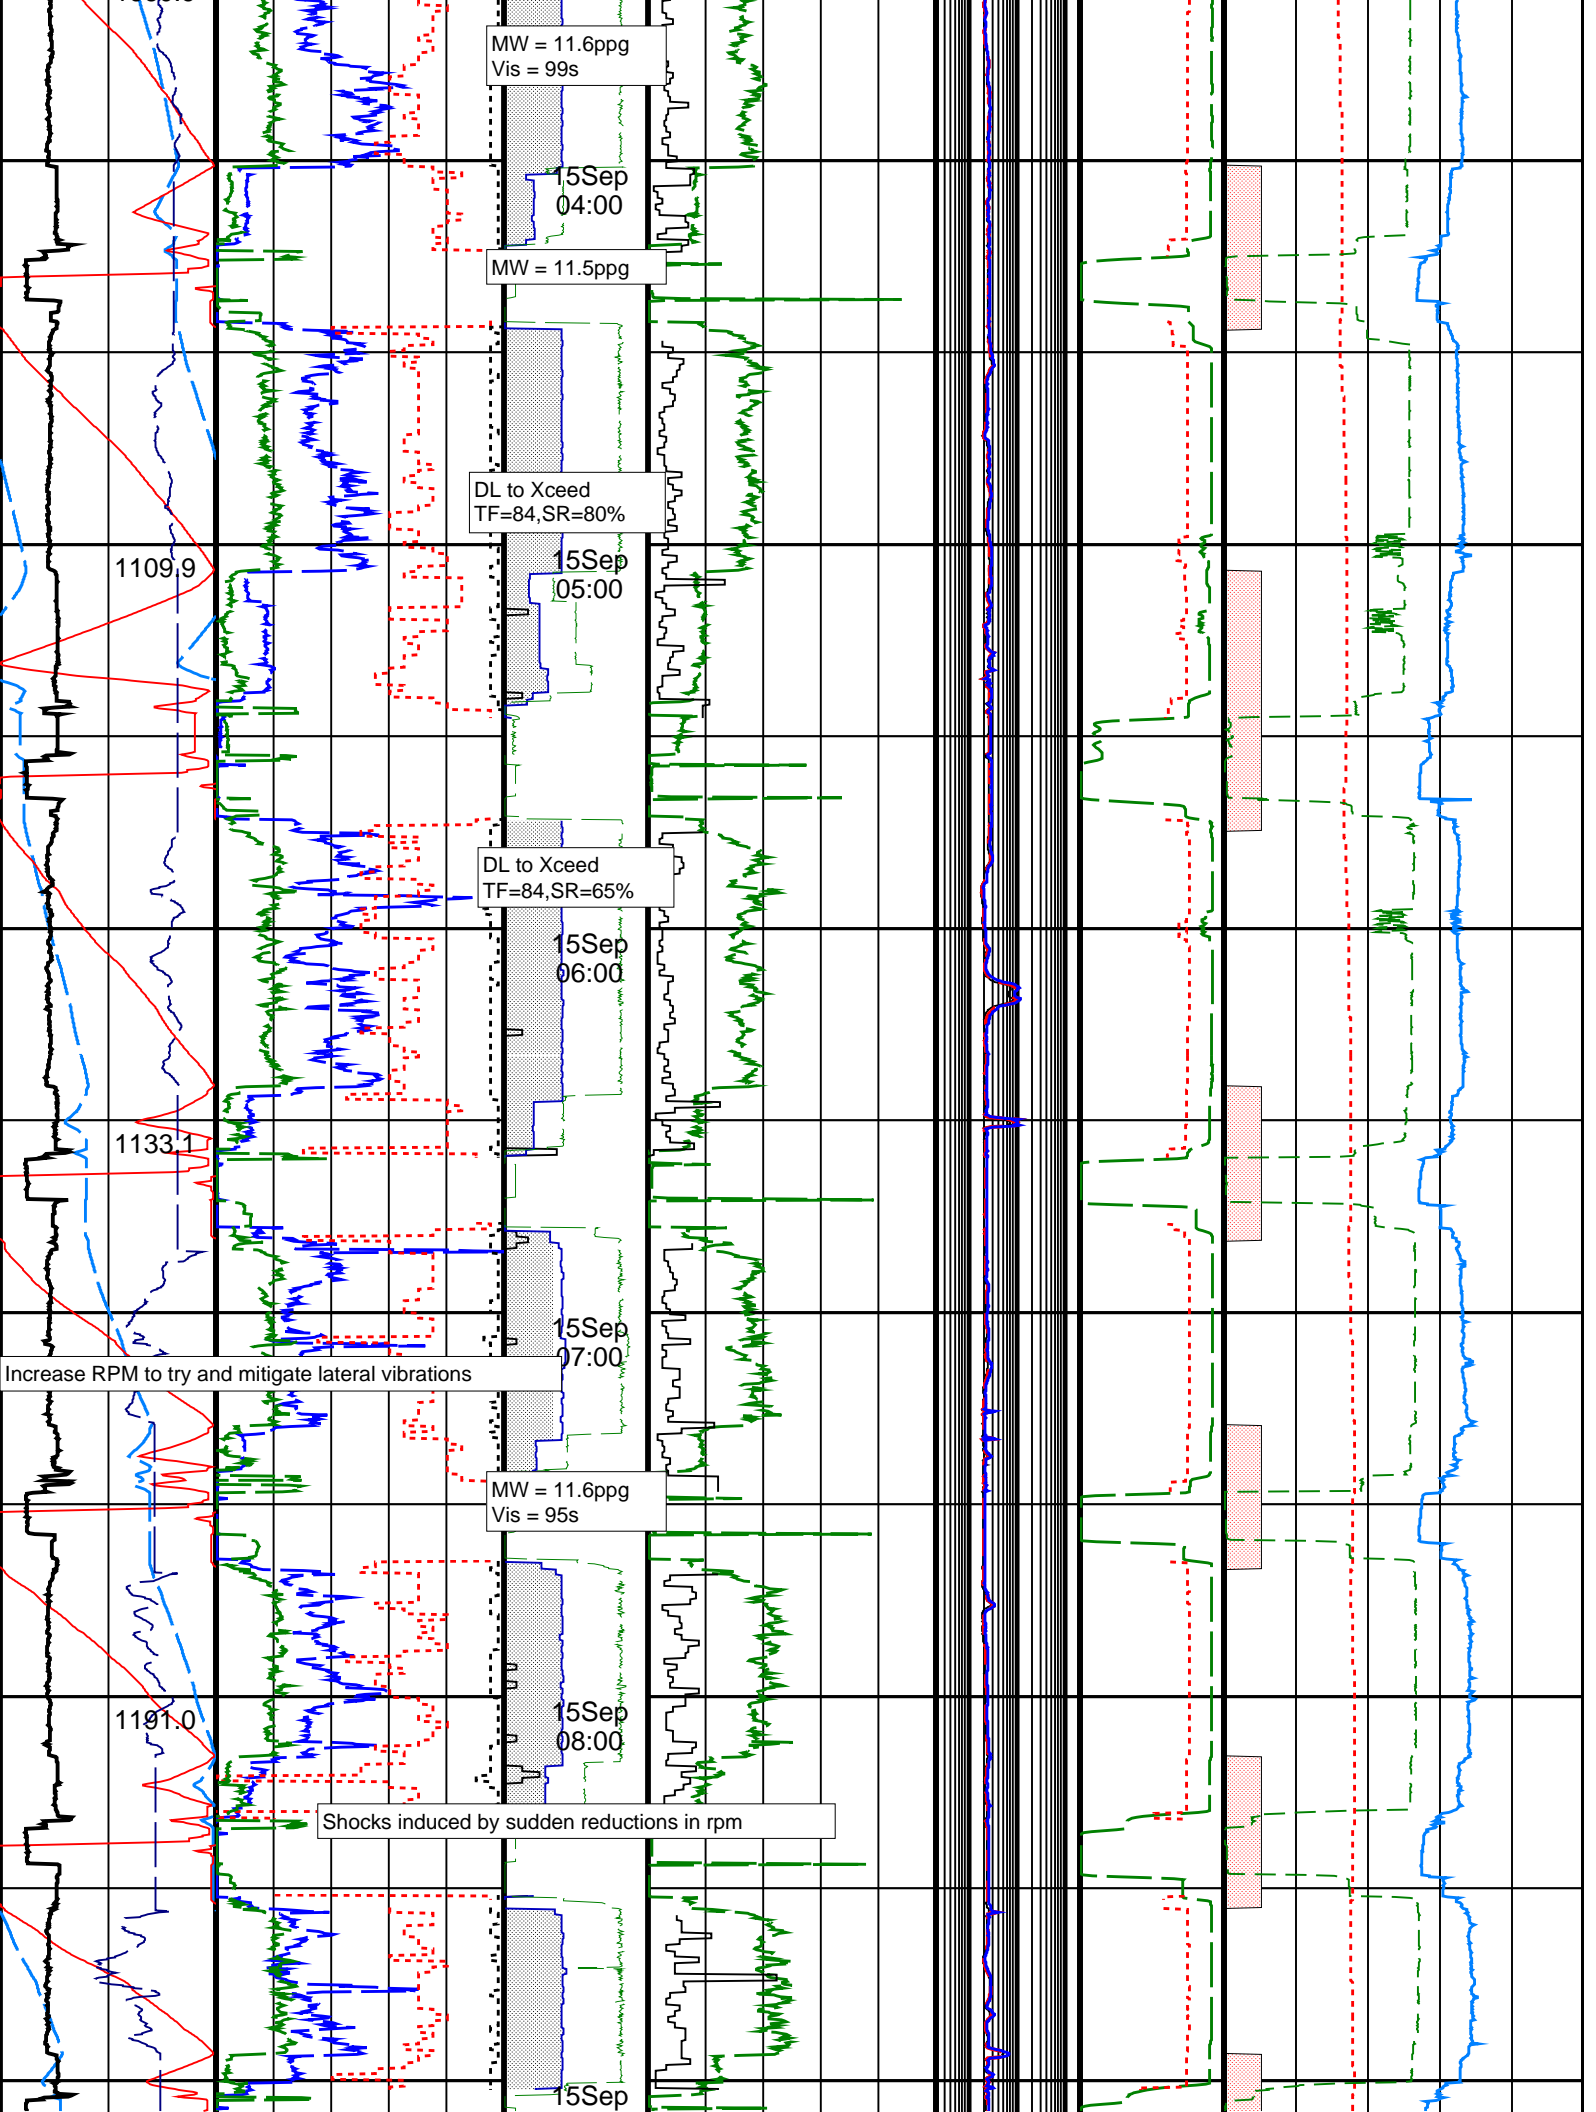 MW = 11.6ppg
Vis = 99s
15Sep
04:00
MW = 11.5ppg
DL to Xceed
TF=84,SR=80%
1109.9
15Sep
05:00
DL to Xceed
TF=84,SR=65%
15Sep
06:00
1133.1
15Sep
07:00
Increase RPM to try and mitigate lateral vibrations
MW = 11.6ppg
Vis = 95s
1191.0
15Sep
08:00
Shocks induced by sudden reductions in rpm
15Sep